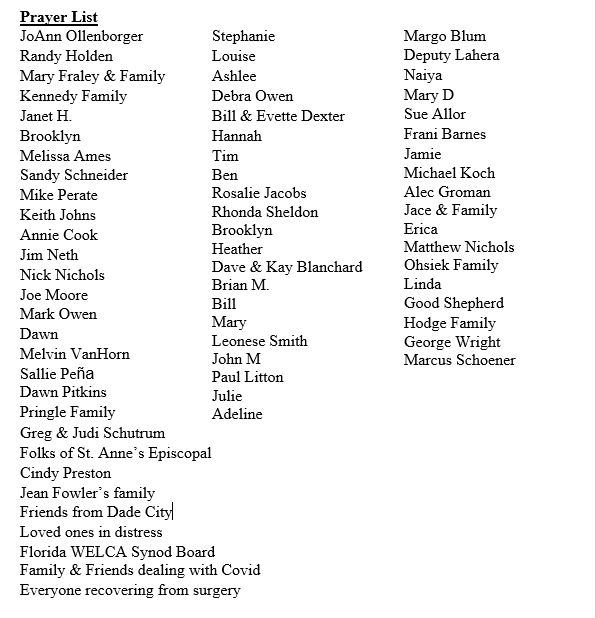 Prayer List
JoAnn Ollenborger
Randy Holden
Mary Fraley & Family
Kennedy Family
Janet H.
Brooklyn
Melissa Ames
Sandy Schneider
Mike Perate
Keith Johns
Annie Cook
Jim Neth
Nick Nichols
Joe Moore
Mark Owen
Dawn
Melvin VanHorn
Sallie Peña
Dawn Pitkins
Pringle Family
Greg & Judi Schutrum
Folks of St. Anne’s Episcopal
Cindy Preston
Jean Fowler’s family
Friends from Dade City
Loved ones in distress
Florida WELCA Synod Board
Family & Friends dealing with Covid
Everyone recovering from surgery
Stephanie
Louise
Ashlee
Debra Owen
Bill & Evette Dexter
Hannah
Tim
Ben
Rosalie Jacobs
Rhonda Sheldon
Brooklyn
Heather
Dave & Kay Blanchard
Brian M.
Bill
Mary
Leonese Smith
John M
Paul Litton
Julie
Adeline
Margo Blum
Deputy Lahera
Naiya
Mary D
Sue Allor
Frani Barnes
Jamie
Michael Koch
Alec Groman
Jace & Family
Erica
Matthew Nichols
Ohsiek Family
Linda
Good Shepherd
Hodge Family
George Wright
Marcus Schoener